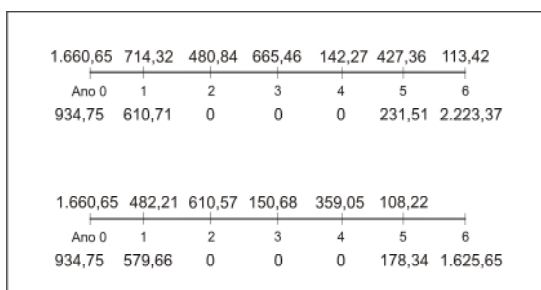 1.660,65 714,32 480,84 665,46 142,27 427,36 113,42
Ano 0 1 2 3 4 5 6
934,75 610,71 0 0 0 231,51 2.223,37
1.660,65 482,21 610,57 150,68 359,05 108,22
Ano 0 1 2 3 4 5 6
934,75 579,66 0 0 0 178,34 1.625,65